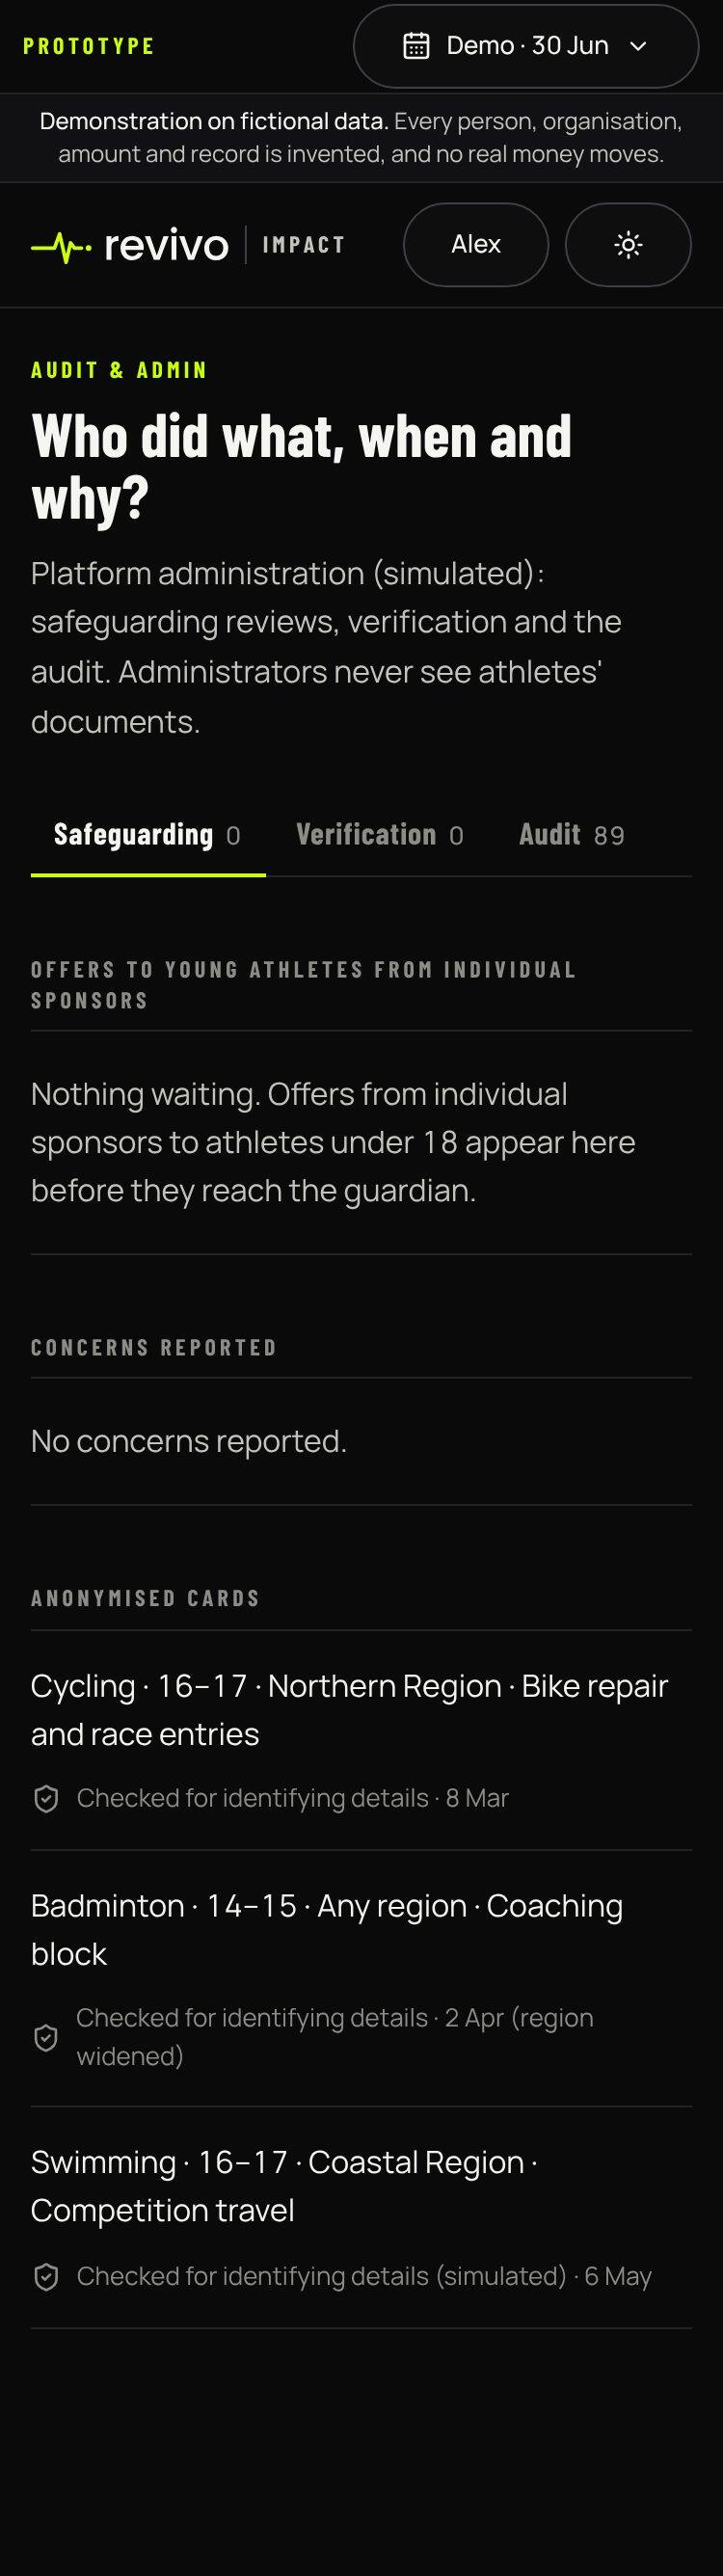 PROTOTYPE
Demo · 30 Jun
Demonstration on fictional data. Every person, organisation,
amount and record is invented, and no real money moves.
revivo IMPACT
Alex
AUDIT & ADMIN
Who did what, when and
why?
Platform administration (simulated):
safeguarding reviews, verification and the
audit. Administrators never see athletes'
documents.
Safeguarding 0 Verification 0 Audit 89
OFFERS TO YOUNG ATHLETES FROM INDIVIDUAL
SPONSORS
Nothing waiting. Offers from individual
sponsors to athletes under 18 appear here
before they reach the guardian.
CONCERNS REPORTED
No concerns reported.
ANONYMISED CARDS
Cycling · 16–17 · Northern Region · Bike repair
and race entries
Checked for identifying details · 8 Mar
Badminton · 14–15 · Any region · Coaching
block
Checked for identifying details · 2 Apr (region
widened)
Swimming · 16–17 · Coastal Region ·
Competition travel
Checked for identifying details (simulated) · 6 May